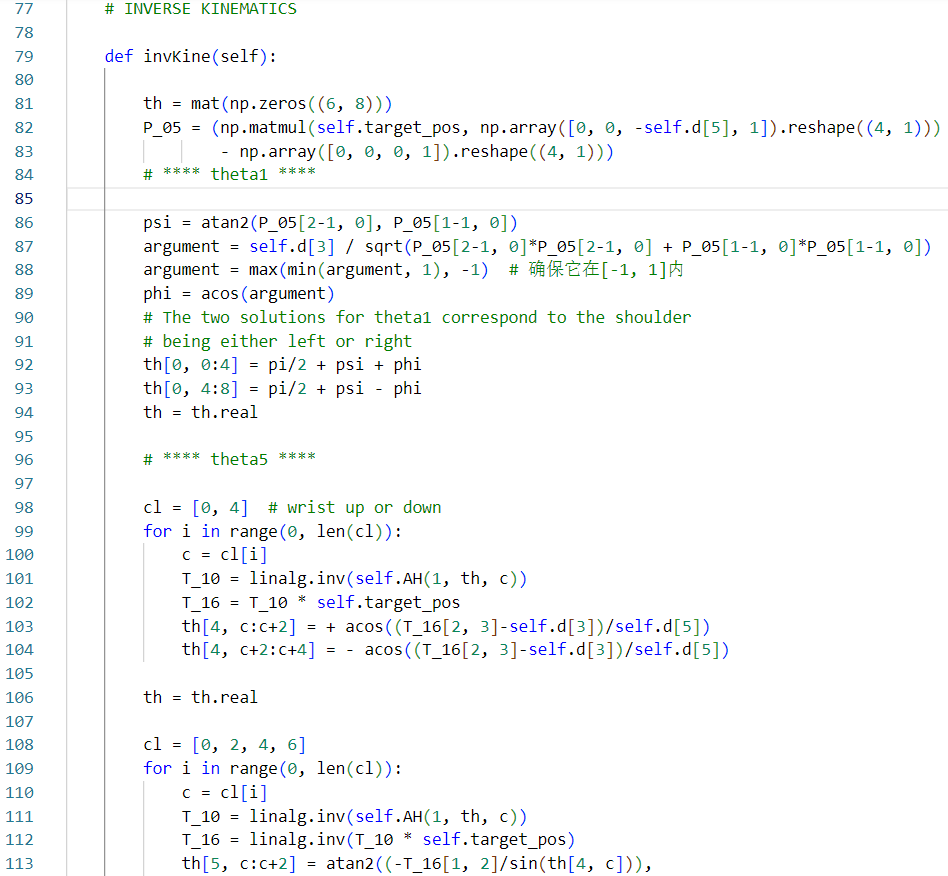 77 # INVERSE KINEMATICS
78
79 def invKine(self):
80
81 th = mat(np.zeros((6, 8)))
82 P_05 = (np.matmul(self.target_pos, np.array([0, 0, -self.d[5], 1]).reshape((4, 1)))
83 - np.array([0, 0, 0, 1]).reshape((4, 1)))
84 # **** theta1 ****
85
86 psi = atan2(P_05[2-1, 0], P_05[1-1, 0])
87 argument = self.d[3] / sqrt(P_05[2-1, 0]*P_05[2-1, 0] + P_05[1-1, 0]*P_05[1-1, 0])
88 argument = max(min(argument, 1), -1)  # 确保它在[-1, 1]内
89 phi = acos(argument)
90 # The two solutions for theta1 correspond to the shoulder
91 # being either left or right
92 th[0, 0:4] = pi/2 + psi + phi
93 th[0, 4:8] = pi/2 + psi - phi
94 th = th.real
95
96 # **** theta5 ****
97
98 cl = [0, 4]  # wrist up or down
99 for i in range(0, len(cl)):
100 c = cl[i]
101 T_10 = linalg.inv(self.AH(1, th, c))
102 T_16 = T_10 * self.target_pos
103 th[4, c:c+2] = + acos((T_16[2, 3]-self.d[3])/self.d[5])
104 th[4, c+2:c+4] = - acos((T_16[2, 3]-self.d[3])/self.d[5])
105
106 th = th.real
107
108 cl = [0, 2, 4, 6]
109 for i in range(0, len(cl)):
110 c = cl[i]
111 T_10 = linalg.inv(self.AH(1, th, c))
112 T_16 = linalg.inv(T_10 * self.target_pos)
113 th[5, c:c+2] = atan2((-T_16[1, 2]/sin(th[4, c])),